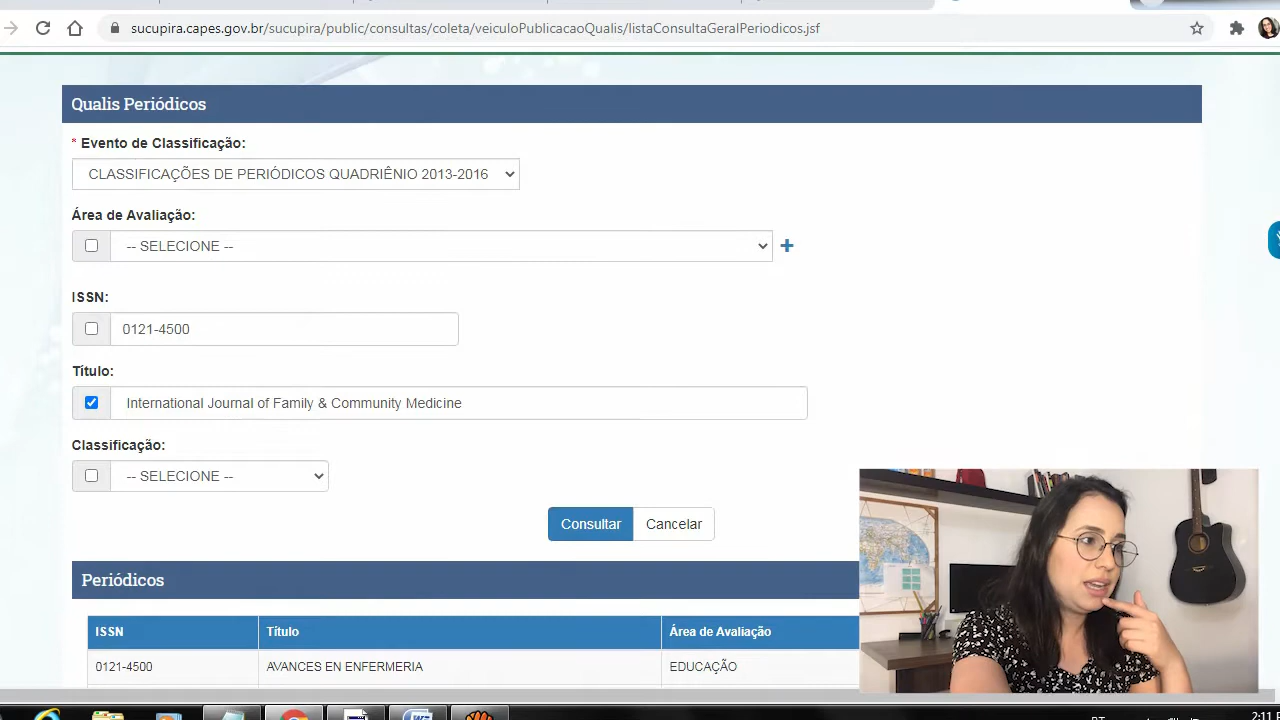 sucupira.capes.gov.br/sucupira/public/consultas/coleta/veiculoPublicacaoQualis/listaConsultaGeralPeriodicos.jsf
Qualis Periódicos
* Evento de Classificação:
CLASSIFICAÇÕES DE PERIÓDICOS QUADRIÊNIO 2013-2016
Área de Avaliação:
-- SELECIONE --
ISSN:
0121-4500
Título:
International Journal of Family & Community Medicine
Classificação:
-- SELECIONE --
Consultar Cancelar
Periódicos
ISSN Título Área de Avaliação
0121-4500 AVANCES EN ENFERMERIA EDUCAÇÃO